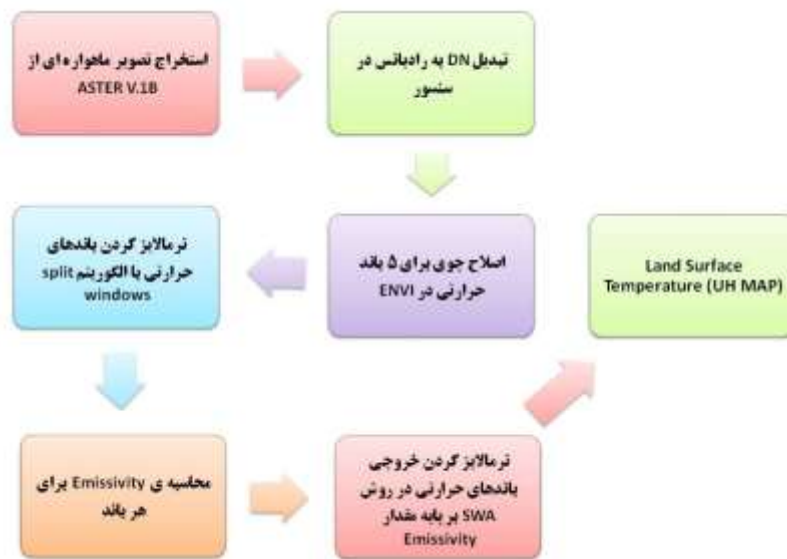 استخراج تصویر ماهواره ای از
ASTER V.1B
تبدیل DN به رادیانس در
سنسور
اصلاح جوی برای 5 باند
حرارتی در ENVI
نرمالایز کردن باندهای
حرارتی با الگوریتم split
windows
محاسبه ی Emissivity برای
هر باند
نرمالایز کردن خروجی
باندهای حرارتی در روش
SWA بر پایه مقدار
Emissivity
Land Surface
Temperature (UH MAP)